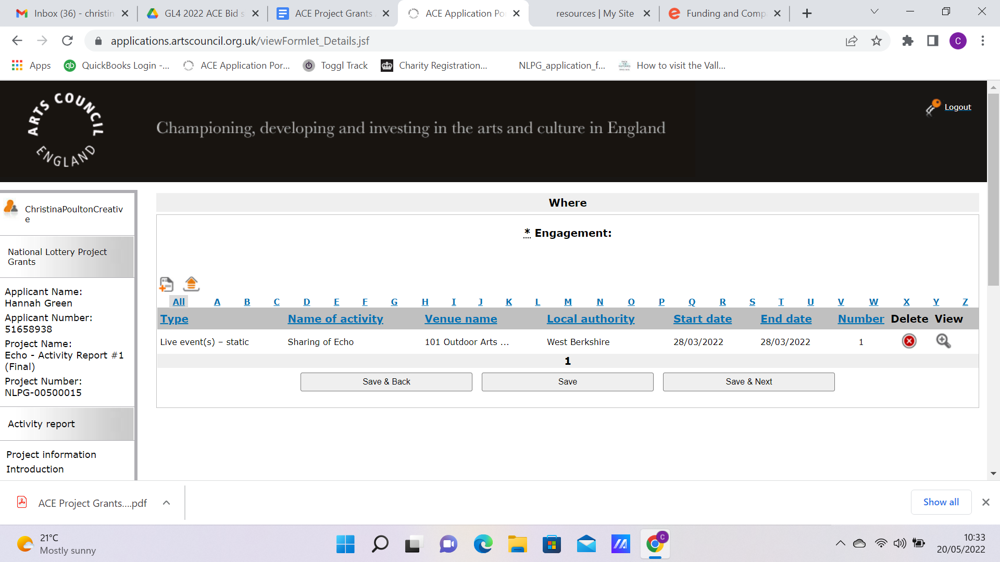 Inbox (36) - christin
GL4 2022 ACE Bid s
ACE Project Grants
ACE Application Po
resources | My Site
Funding and Comp
applications.artscouncil.org.uk/viewFormlet_Details.jsf
C
Apps
qb
QuickBooks Login -...
ACE Application Por...
Toggl Track
Charity Registration...
NLPG_application_f...
How to visit the Vall...
ARTS COUNCIL
ENGLAND
Championing, developing and investing in the arts and culture in England
Logout
ChristinaPoultonCreativ
e
National Lottery Project
Grants
Applicant Name:
Hannah Green
Applicant Number:
51658938
Project Name:
Echo - Activity Report #1
(Final)
Project Number:
NLPG-00500015
Activity report
Project information
Introduction
Where
* Engagement:
All A B C D E F G H I J K L M N O P Q R S T U V W X Y Z
Type Name of activity Venue name Local authority Start date End date Number Delete View
Live event(s) – static Sharing of Echo 101 Outdoor Arts ... West Berkshire 28/03/2022 28/03/2022 1
1
Save & Back
Save
Save & Next
ACE Project Grants....pdf
Show all
21°C
Mostly sunny
C
10:33
20/05/2022